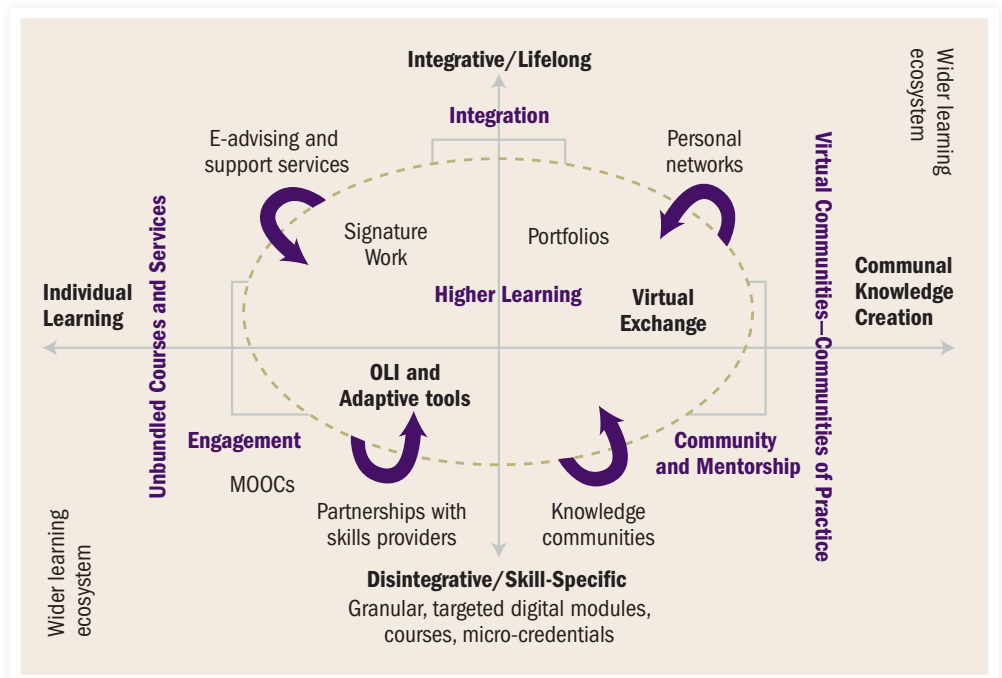 Integrative/Lifelong
Wider learning
ecosystem
Integration
E-advising and
support services
Personal
networks
Signature
Work
Portfolios
Unbundled Courses and Services
Virtual Communities—Communities of Practice
Individual
Learning
Higher Learning
Virtual
Exchange
Communal
Knowledge
Creation
OLI and
Adaptive tools
Engagement
Community
and Mentorship
MOOCs
Partnerships with
skills providers
Knowledge
communities
Wider learning
ecosystem
Disintegrative/Skill-Specific
Granular, targeted digital modules,
courses, micro-credentials